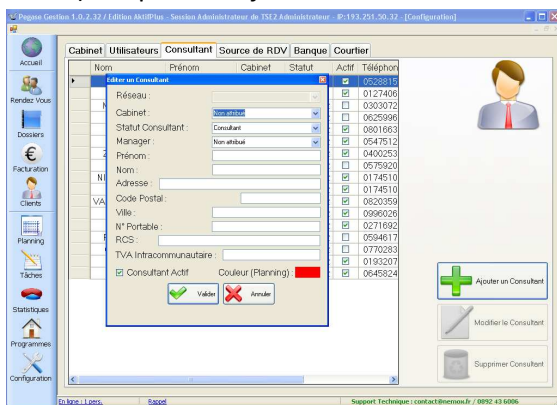 Pegase Gestion 1.0.2.32 / Edition AktifPlus - Session Administrateur du TSE2 Administrateur - IP:193.251.50.32 - [Configuration]
Accueil
Rendez Vous
Dossiers
Facturation
Clients
Planning
Tâches
Statistiques
Programmes
Configuration
Cabinet Utilisateurs Consultant Source de RDV Banque Courtier
Nom Prénom Cabinet Statut Actif Téléphon
0528815
0127406
0303072
0625996
0801663
0547512
0400253
0575920
0174510
0174510
0820359
0996026
0271692
0594617
0770283
0193207
0645824
Editer un Consultant
Réseau :
Cabinet : Non attribué
Statut Consultant : Consultant
Manager : Non attribué
Prénom :
Nom :
Adresse :
Code Postal :
Ville :
N° Portable :
RCS :
TVA Intracommunautaire :
Consultant Actif Couleur (Planning) :
Valider Annuler
Ajouter un Consultant
Modifier le Consultant
Supprimer Consultant
En ligne : 1 pers. Rappel Support Technique : contact@nemou.fr / 0892 43 6006